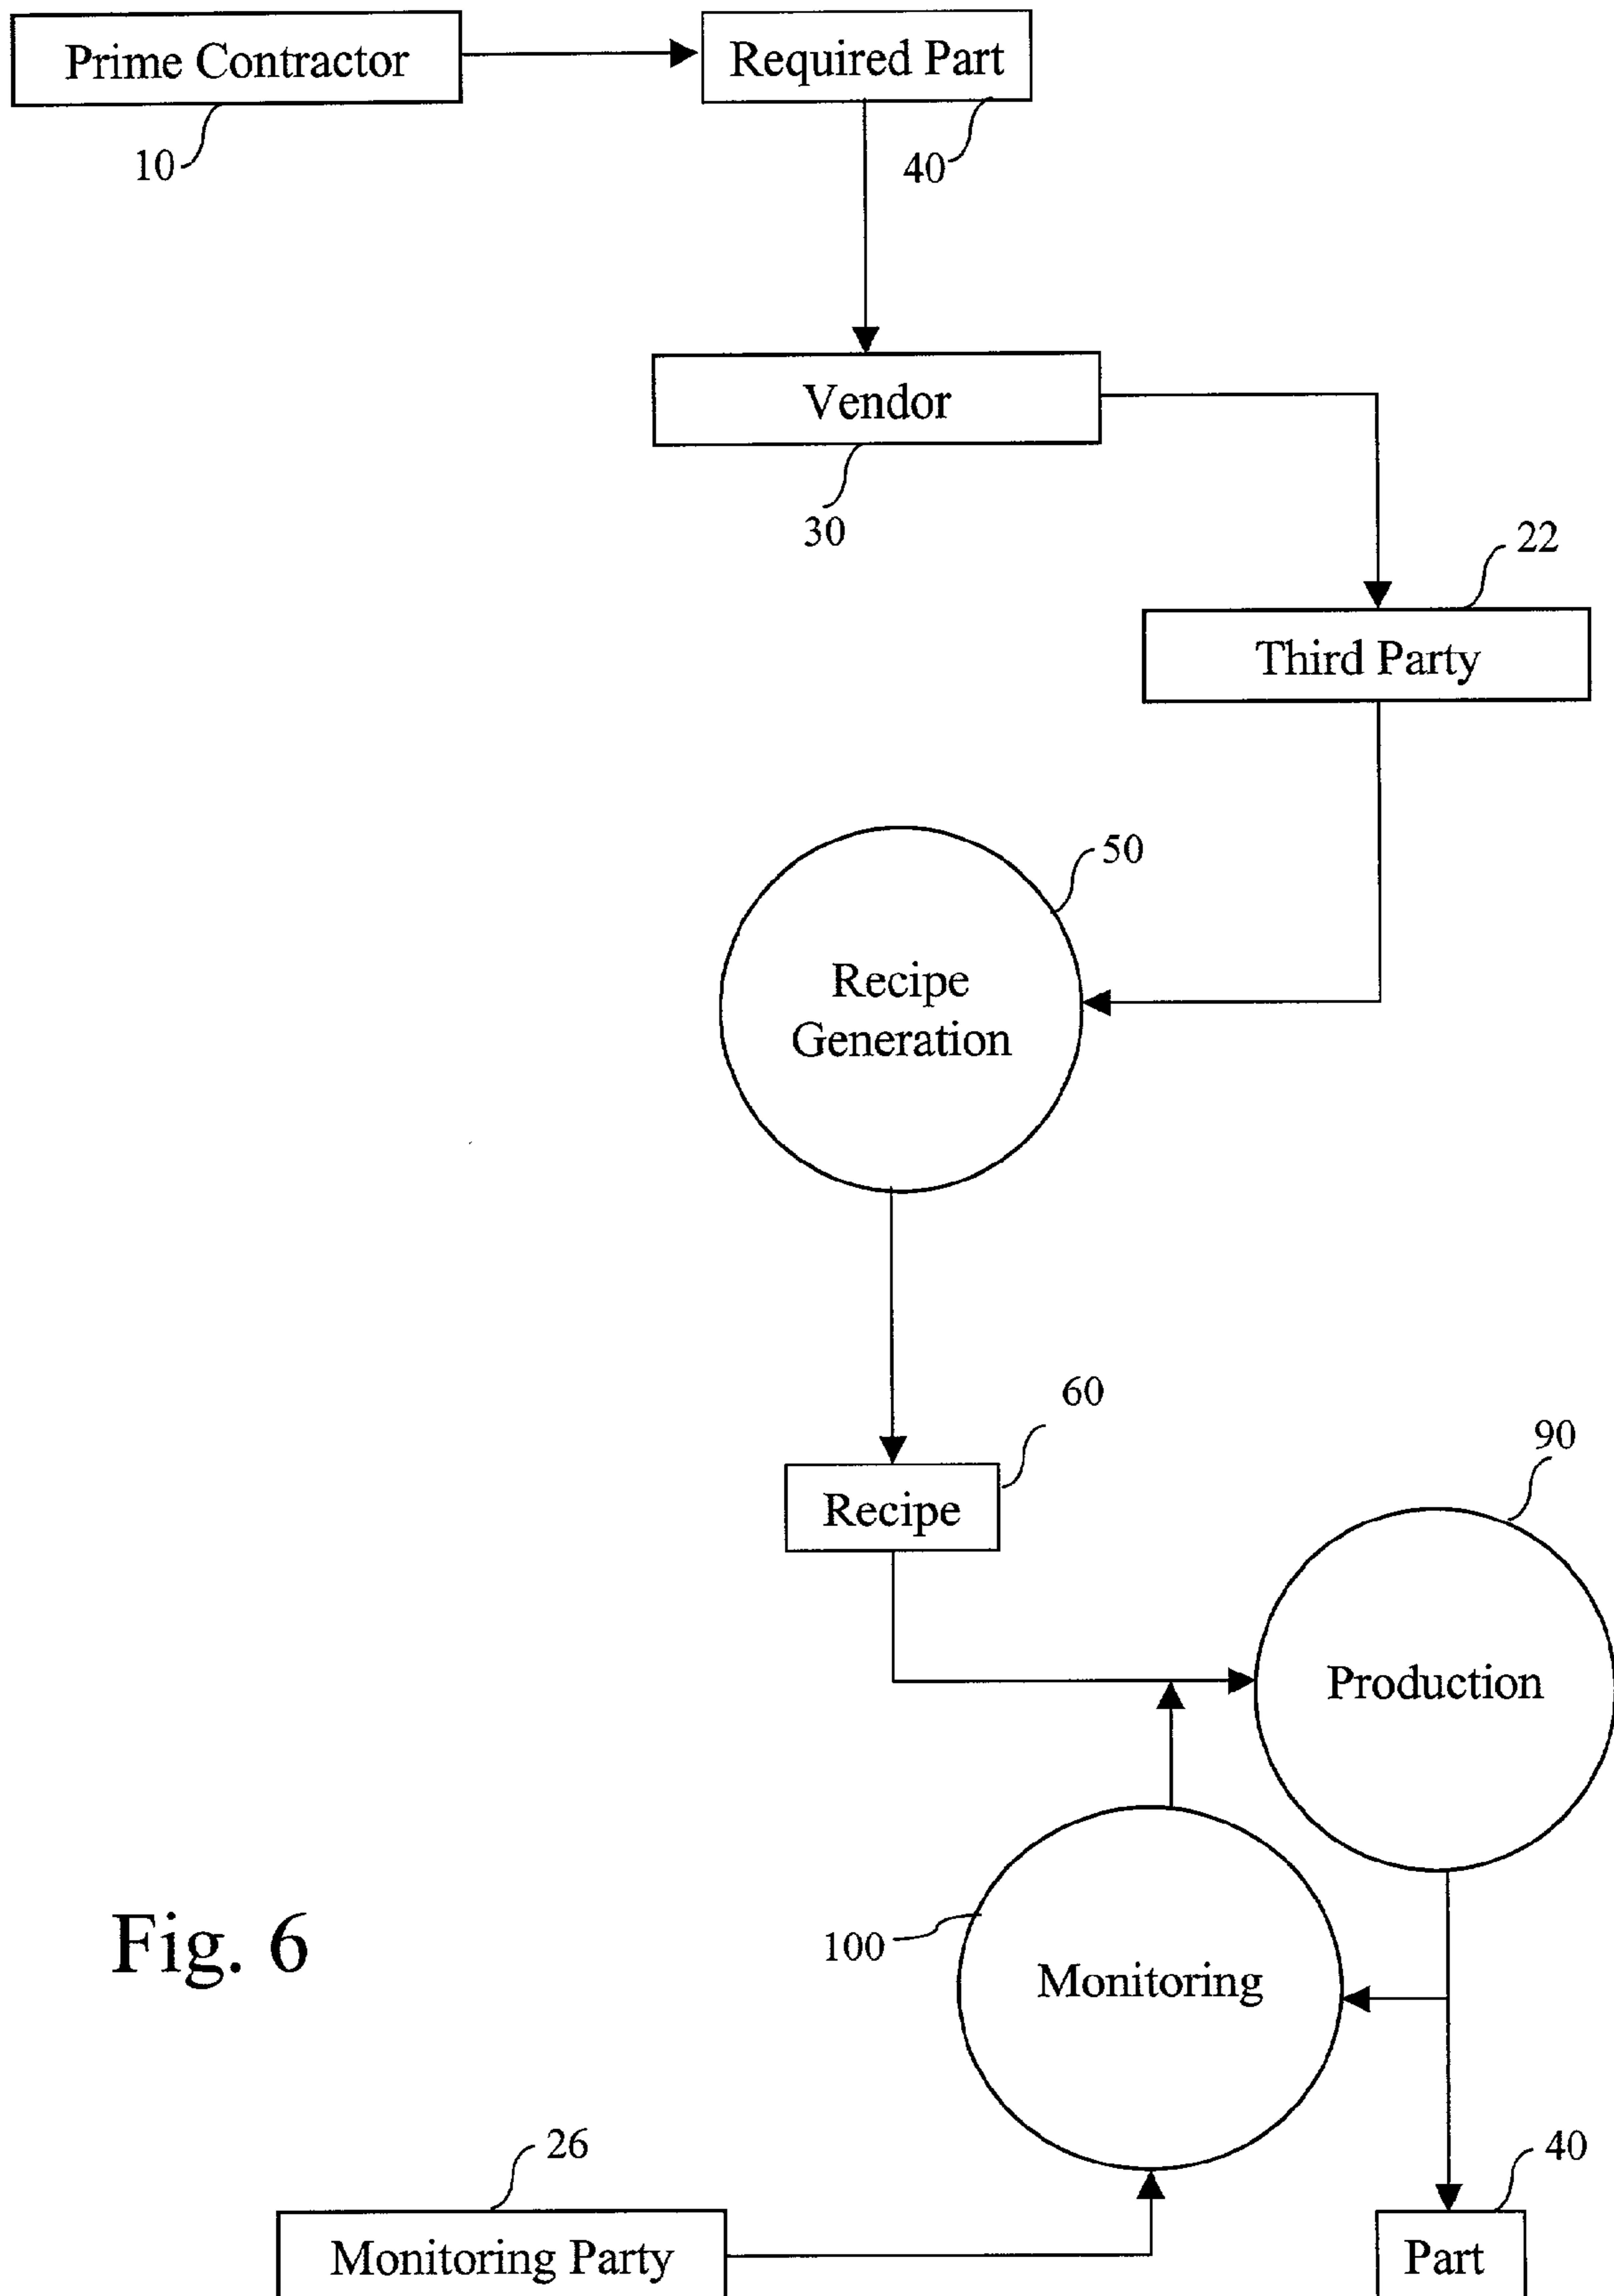 Prime Contractor
Required Part
10
40
Vendor
30
22
Third Party
50
Recipe
Generation
60
Recipe
90
Production
Fig. 6
100
Monitoring
26
40
Monitoring Party
Part